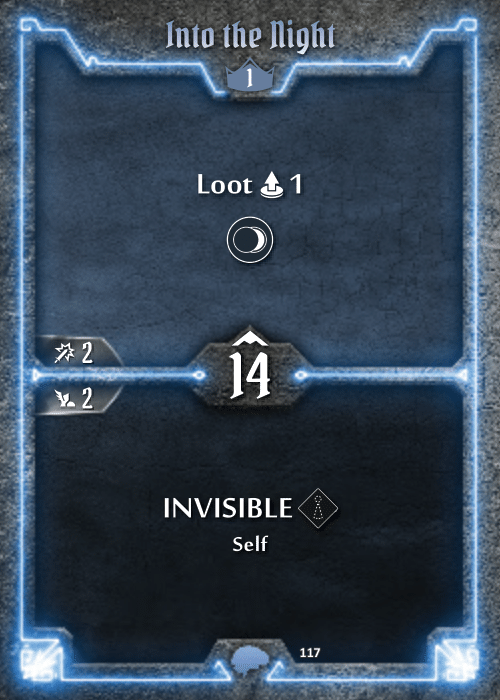 Into the Night
1
Loot 1
2
14
2
INVISIBLE
Self
117